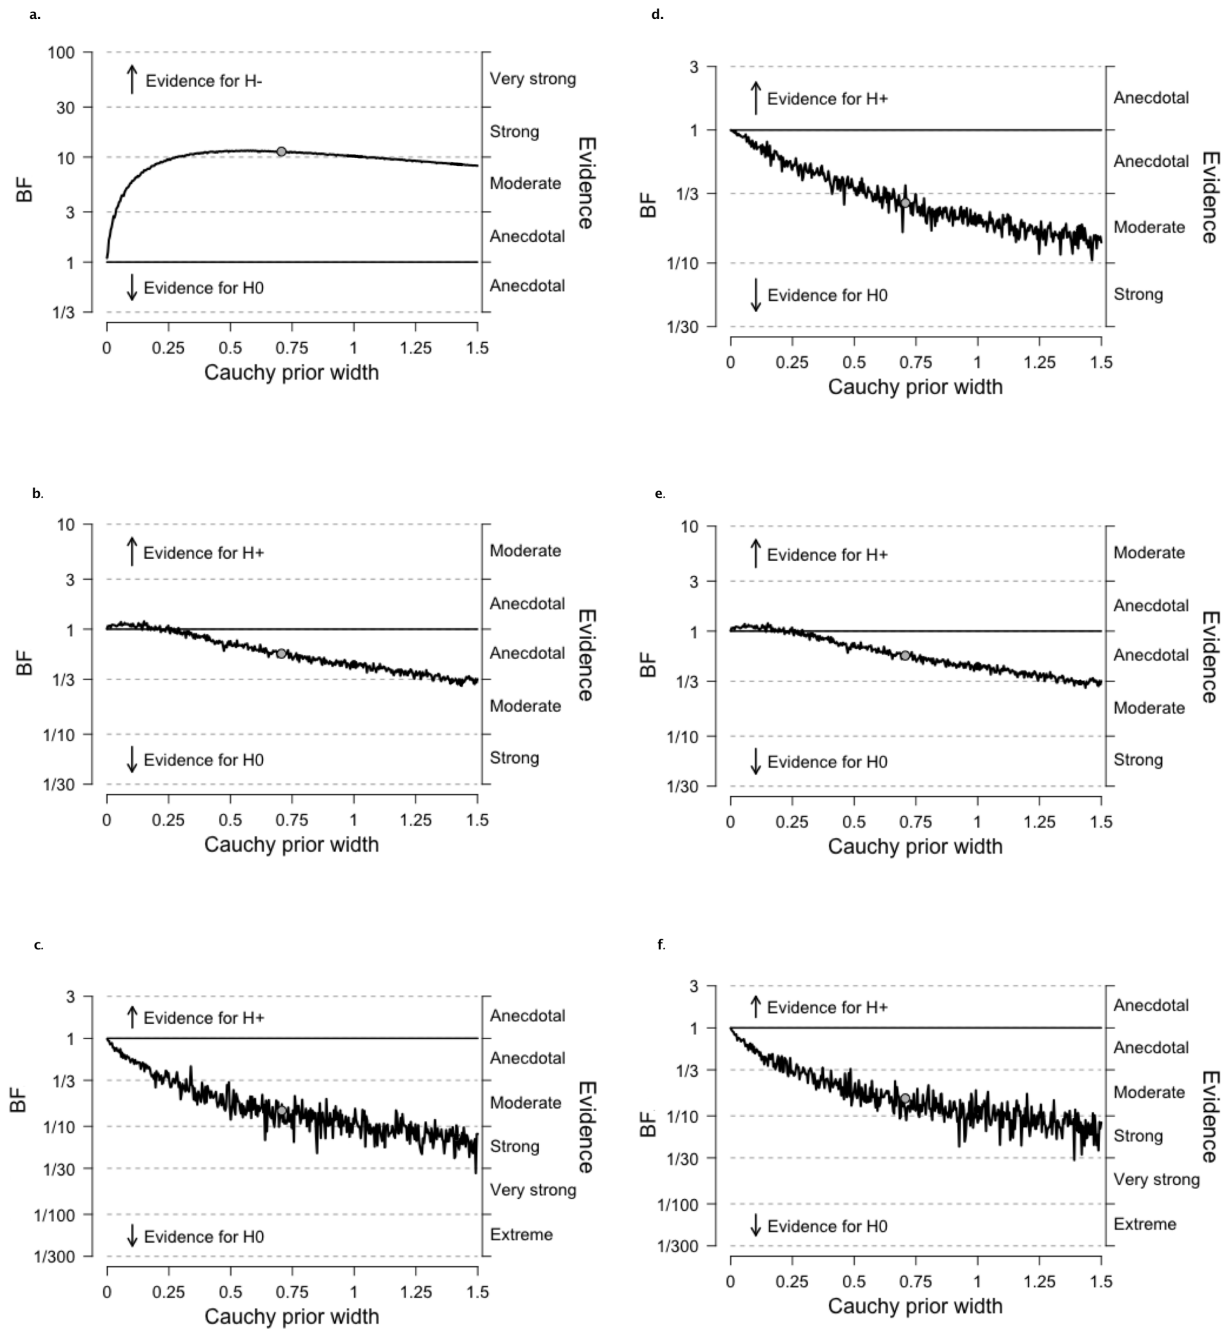 a.
100
30
10
3
1
1/3
BF
↑ Evidence for H-
↓ Evidence for H0
Very strong
Strong
Moderate
Anecdotal
Anecdotal
Evidence
0 0.25 0.5 0.75 1 1.25 1.5
Cauchy prior width
d.
3
1
1/3
1/10
1/30
BF
↑ Evidence for H+
↓ Evidence for H0
Anecdotal
Anecdotal
Moderate
Strong
Evidence
0 0.25 0.5 0.75 1 1.25 1.5
Cauchy prior width
b.
10
3
1
1/3
1/10
1/30
BF
↑ Evidence for H+
↓ Evidence for H0
Moderate
Anecdotal
Anecdotal
Moderate
Strong
Evidence
0 0.25 0.5 0.75 1 1.25 1.5
Cauchy prior width
e.
10
3
1
1/3
1/10
1/30
BF
↑ Evidence for H+
↓ Evidence for H0
Moderate
Anecdotal
Anecdotal
Moderate
Strong
Evidence
0 0.25 0.5 0.75 1 1.25 1.5
Cauchy prior width
c.
3
1
1/3
1/10
1/30
1/100
1/300
BF
↑ Evidence for H+
↓ Evidence for H0
Anecdotal
Anecdotal
Moderate
Strong
Very strong
Extreme
Evidence
0 0.25 0.5 0.75 1 1.25 1.5
Cauchy prior width
f.
3
1
1/3
1/10
1/30
1/100
1/300
BF
↑ Evidence for H+
↓ Evidence for H0
Anecdotal
Anecdotal
Moderate
Strong
Very strong
Extreme
Evidence
0 0.25 0.5 0.75 1 1.25 1.5
Cauchy prior width